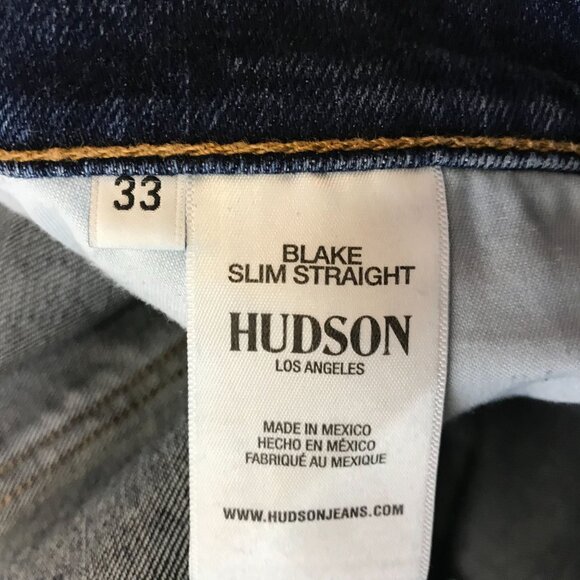 33
BLAKE
SLIM STRAIGHT
HUDSON
LOS ANGELES
MADE IN MEXICO
HECHO EN MÉXICO
FABRIQUÉ AU MEXIQUE
WWW.HUDSONJEANS.COM